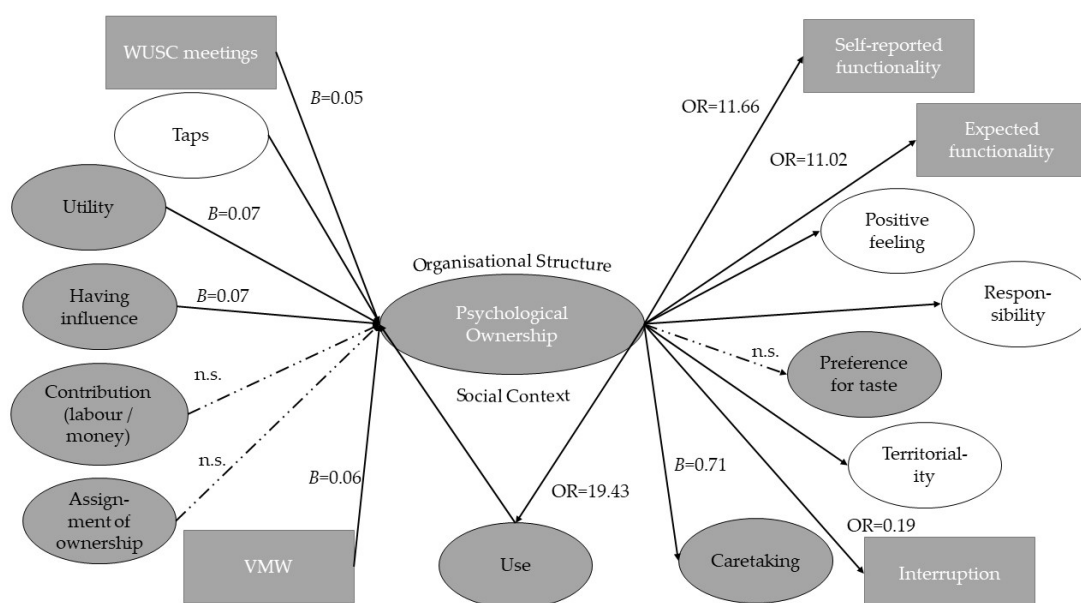 WUSC meetings
B=0.05
Taps
Utility
B=0.07
Having
influence
B=0.07
Contribution
(labour /
money)
n.s.
Assign-
ment of
ownership
n.s.
VMW
B=0.06
Organisational Structure
Psychological
Ownership
Social Context
Use
OR=19.43
Self-reported
functionality
OR=11.66
Expected
functionality
OR=11.02
Positive
feeling
Respon-
sibility
n.s.
Preference
for taste
Territorial-
ity
B=0.71
Caretaking
OR=0.19
Interruption